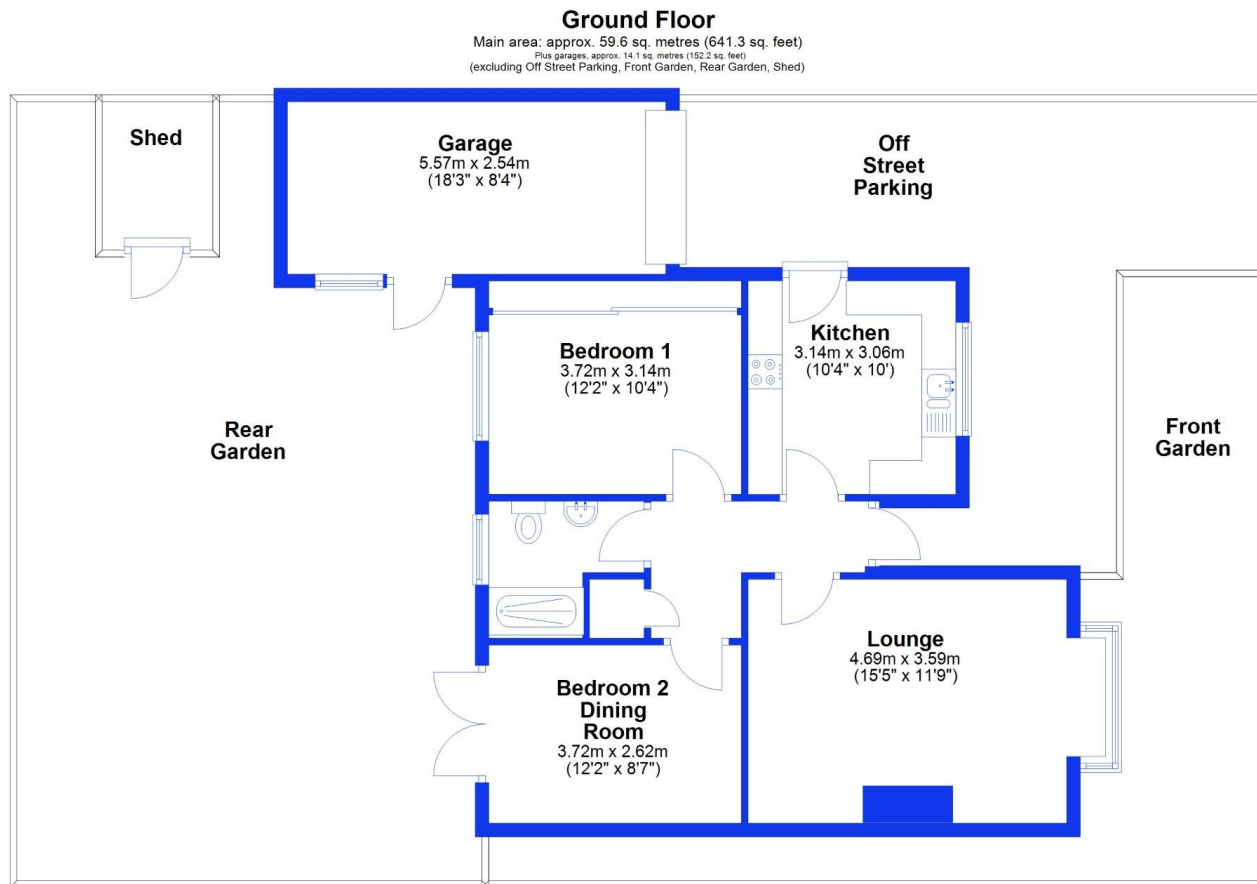 Ground Floor
Main area: approx. 59.6 sq. metres (641.3 sq. feet)
Plus garages, approx. 14.1 sq. metres (152.2 sq. feet)
(excluding Off Street Parking, Front Garden, Rear Garden, Shed)
Shed
Garage
5.57m x 2.54m
(18'3" x 8'4")
Off
Street
Parking
Bedroom 1
3.72m x 3.14m
(12'2" x 10'4")
Kitchen
3.14m x 3.06m
(10'4" x 10')
Rear
Garden
Front
Garden
Lounge
4.69m x 3.59m
(15'5" x 11'9")
Bedroom 2
Dining
Room
3.72m x 2.62m
(12'2" x 8'7")